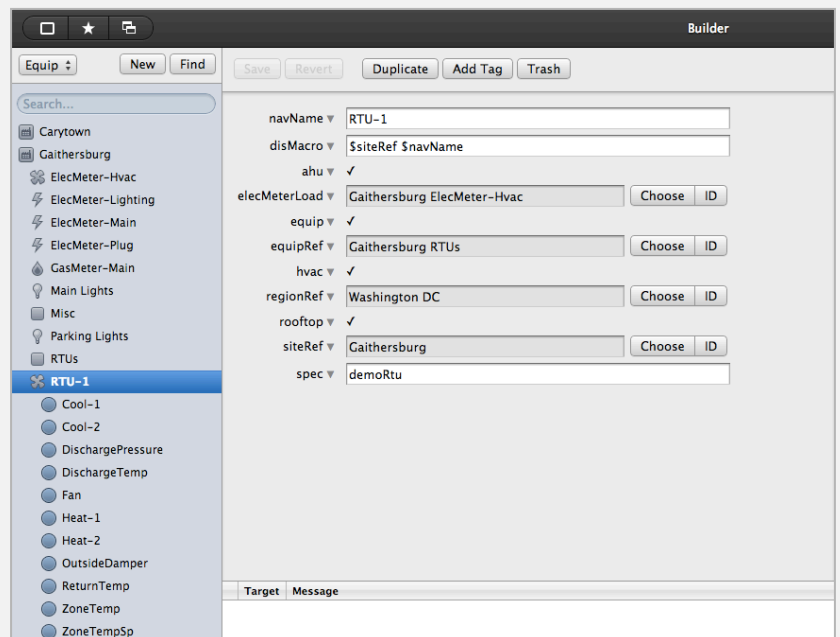 Builder
Equip New Find
Save Revert Duplicate Add Tag Trash
Search...
Carytown
Gaithersburg
ElecMeter-Hvac
ElecMeter-Lighting
ElecMeter-Main
ElecMeter-Plug
GasMeter-Main
Main Lights
Misc
Parking Lights
RTUs
RTU-1
Cool-1
Cool-2
DischargePressure
DischargeTemp
Fan
Heat-1
Heat-2
OutsideDamper
ReturnTemp
ZoneTemp
ZoneTempSp
navName RTU-1
disMacro $siteRef $navName
ahu ✓
elecMeterLoad Gaithersburg ElecMeter-Hvac Choose ID
equip ✓
equipRef Gaithersburg RTUs Choose ID
hvac ✓
regionRef Washington DC Choose ID
rooftop ✓
siteRef Gaithersburg Choose ID
spec demoRtu
Target Message